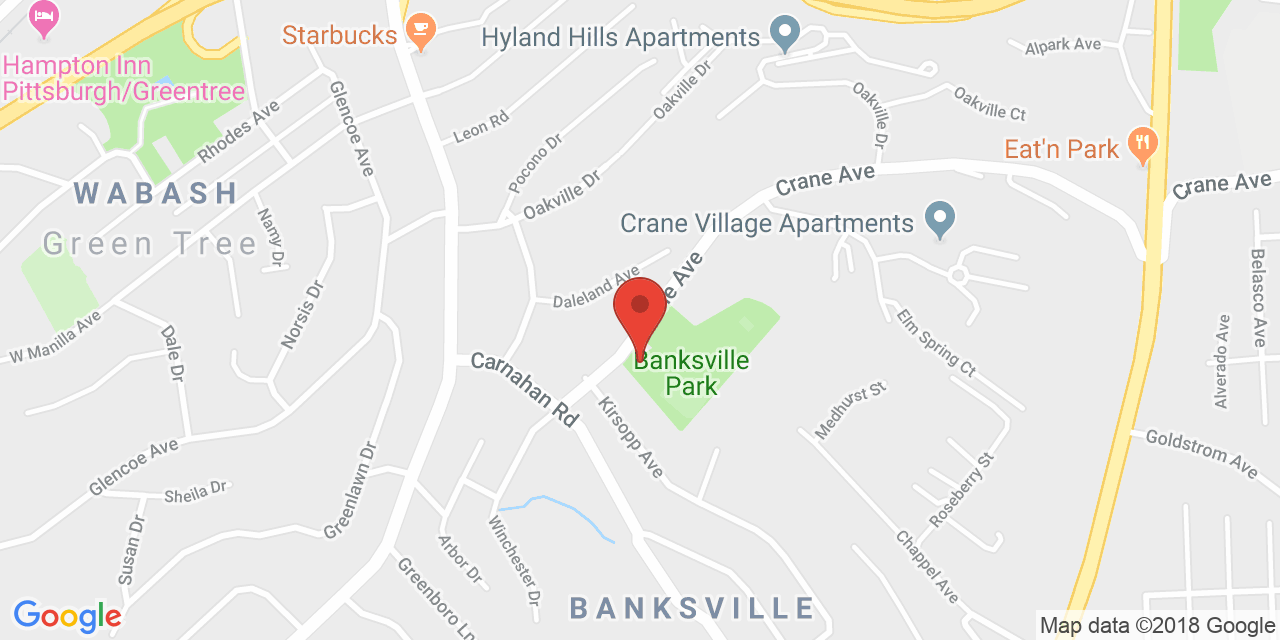 Starbucks
Hyland Hills Apartments
Alpark Ave
Hampton Inn
Pittsburgh/Greentree
Glencoe Ave
Oakville Dr
Oakville Dr
Oakville Ct
Rhodes Ave
Leon Rd
Eat'n Park
Pocono Dr
Crane Ave
Crane Ave
WABASH
Oakville Dr
Namy Dr
Crane Village Apartments
Green Tree
Belasco Ave
Daleland Ave
ne Ave
Norsis Dr
W Manilla Ave
Elm Spring Ct
Dale Dr
Alverado Ave
Carnahan Rd
Banksville
Park
Medhurst St
Kirsopp Ave
Goldstrom Ave
Glencoe Ave
Greenlawn Dr
Roseberry St
Sheila Dr
Susan Dr
Winchester Dr
Arbor Dr
Chappel Ave
Greenboro Ln
BANKSVILLE
Google
Map data ©2018 Google